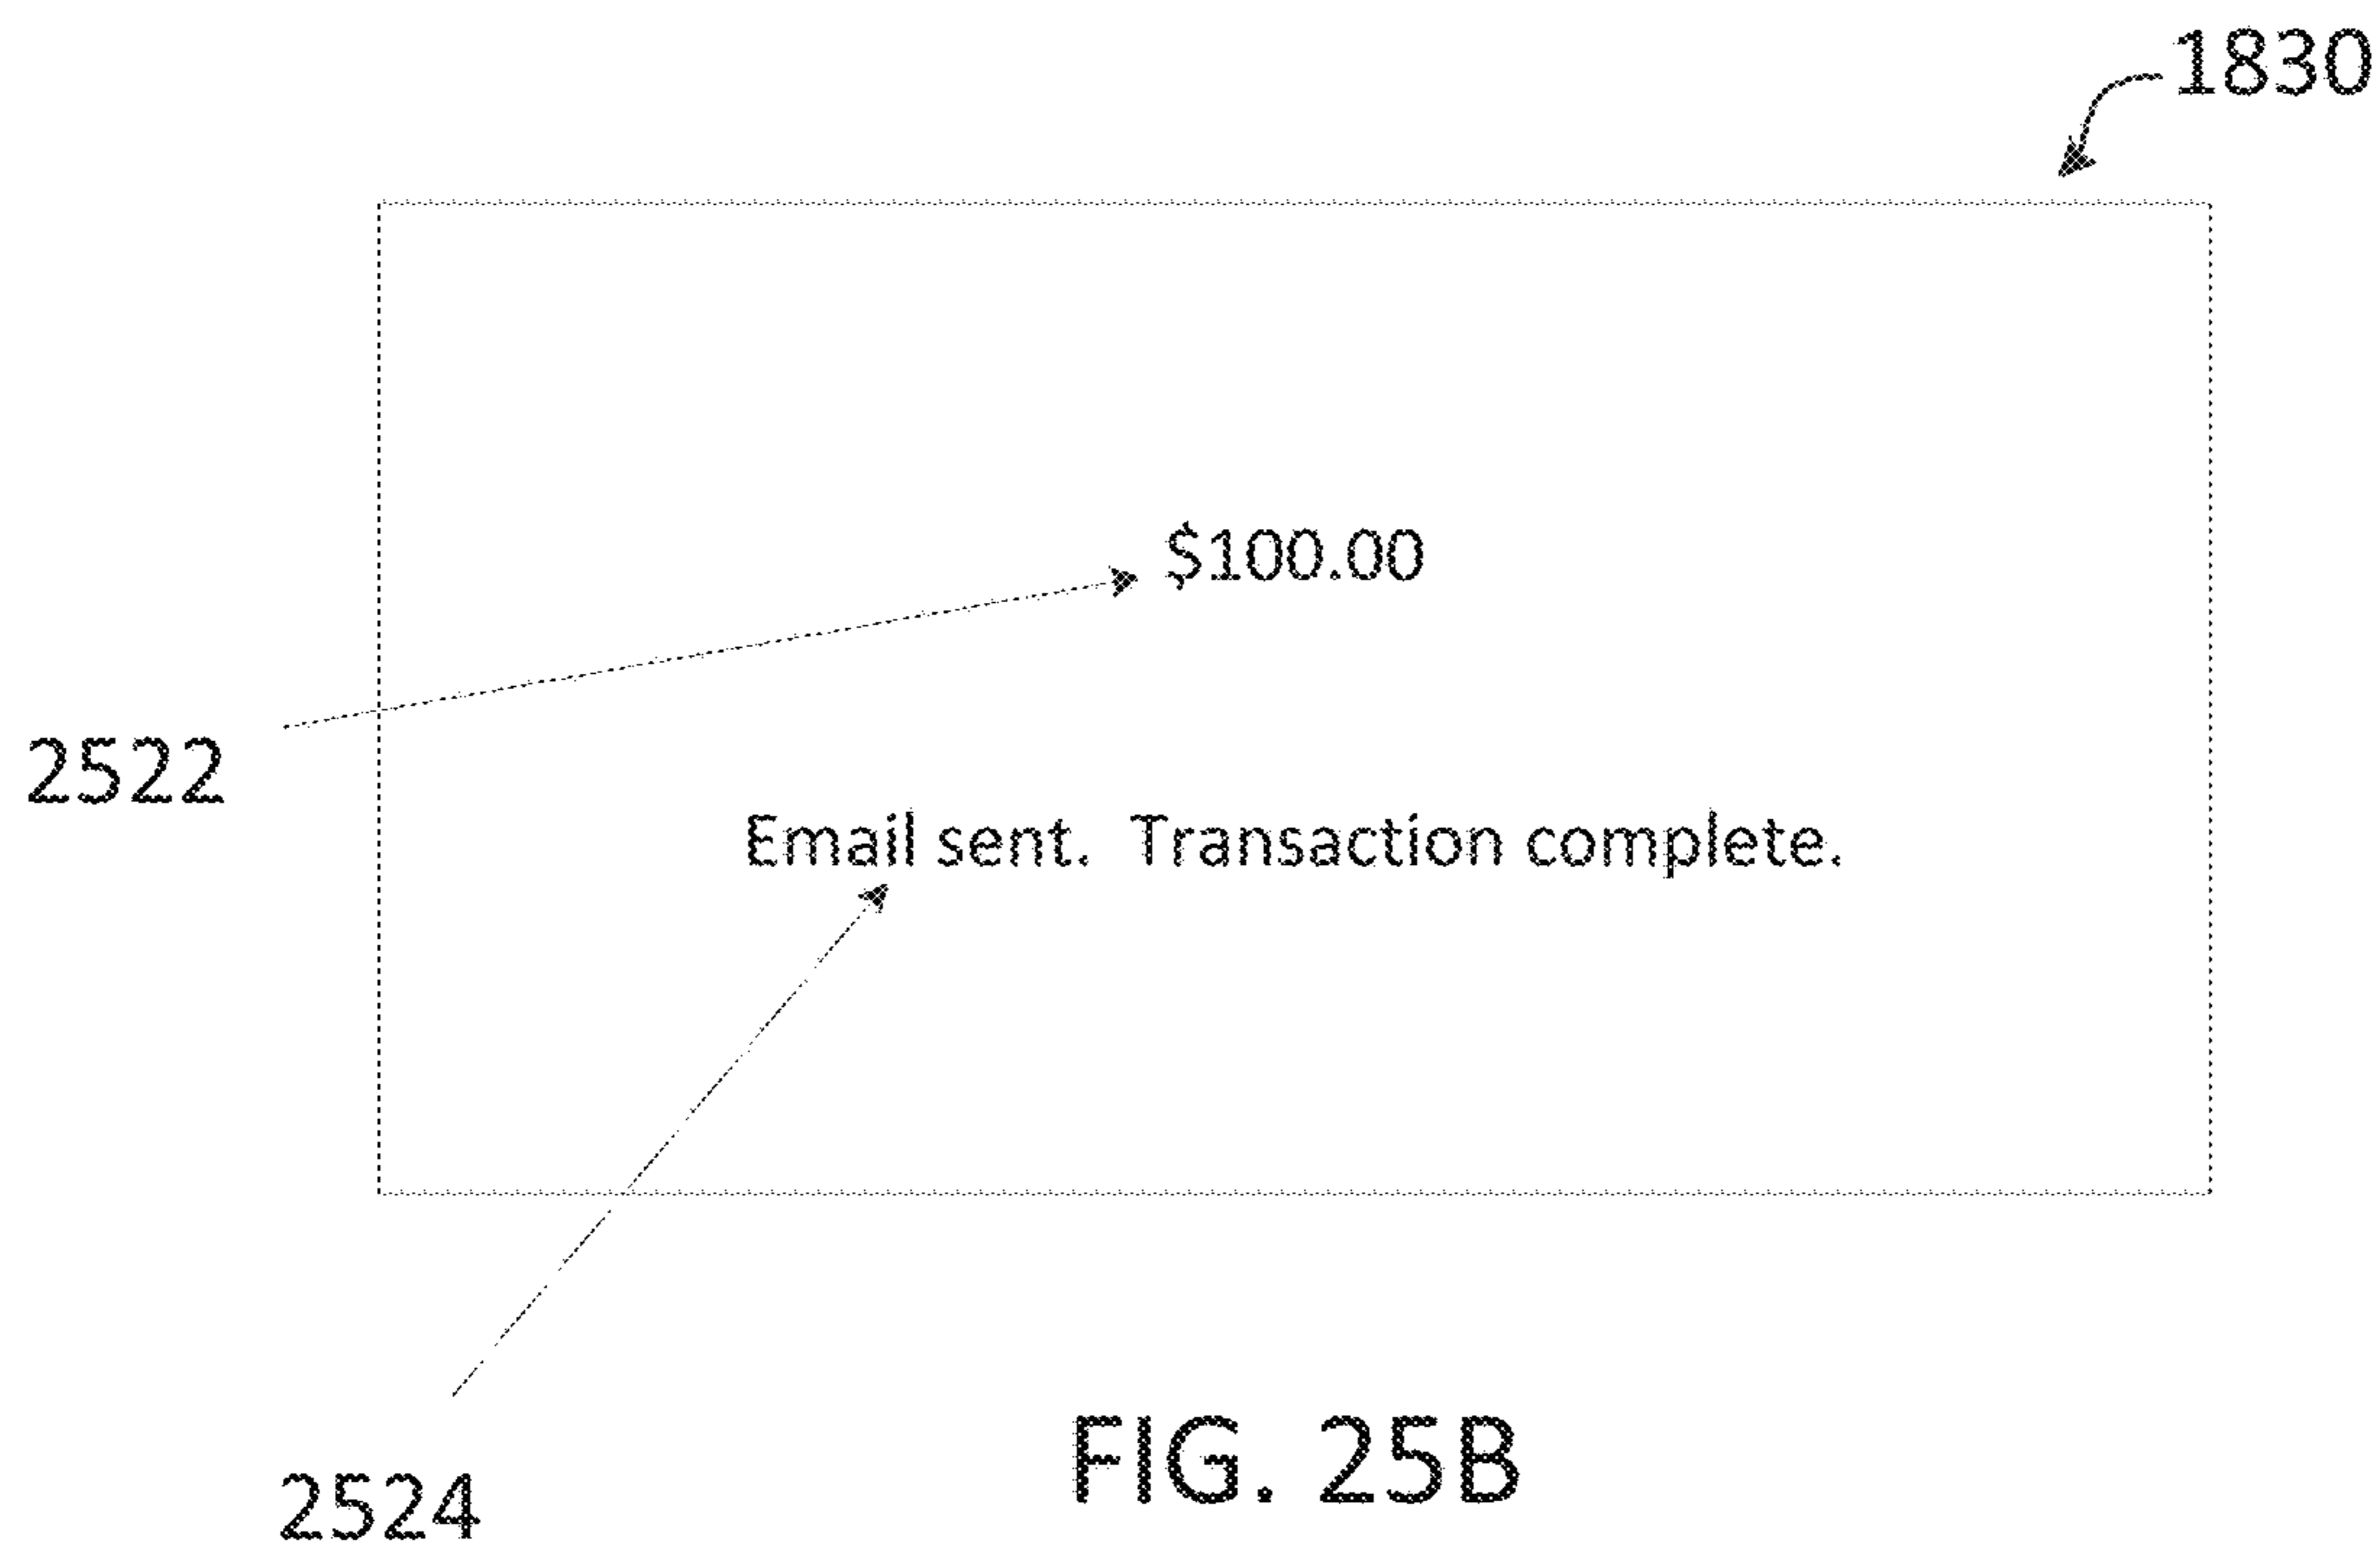 1830
$100.00
2522
Email sent. Transaction complete.
FIG. 25B
2524